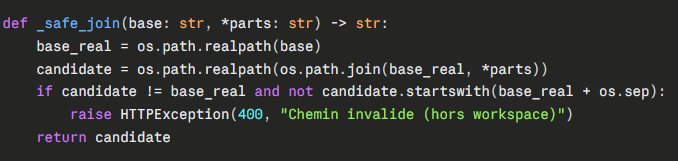 def _safe_join(base: str, *parts: str) -> str:
    base_real = os.path.realpath(base)
    candidate = os.path.realpath(os.path.join(base_real, *parts))
    if candidate != base_real and not candidate.startswith(base_real + os.sep):
        raise HTTPException(400, "Chemin invalide (hors workspace)")
    return candidate